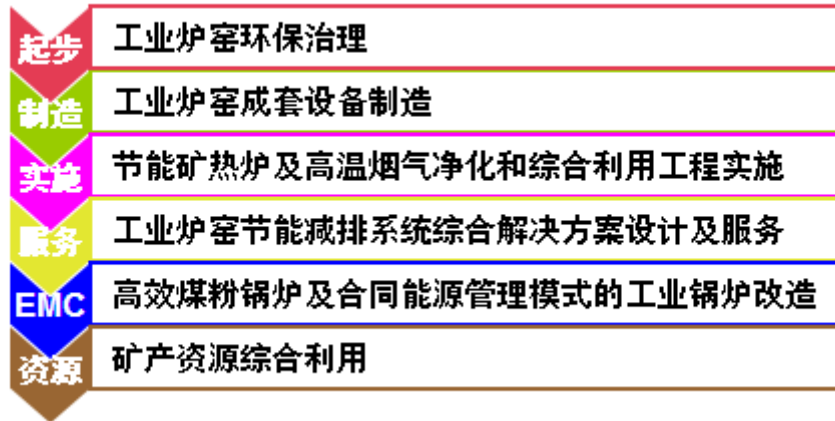 起步 工业炉窑环保治理
制造 工业炉窑成套设备制造
实施 节能矿热炉及高温烟气净化和综合利用工程实施
服务 工业炉窑节能减排系统综合解决方案设计及服务
EMC 高效煤粉锅炉及合同能源管理模式的工业锅炉改造
资源 矿产资源综合利用